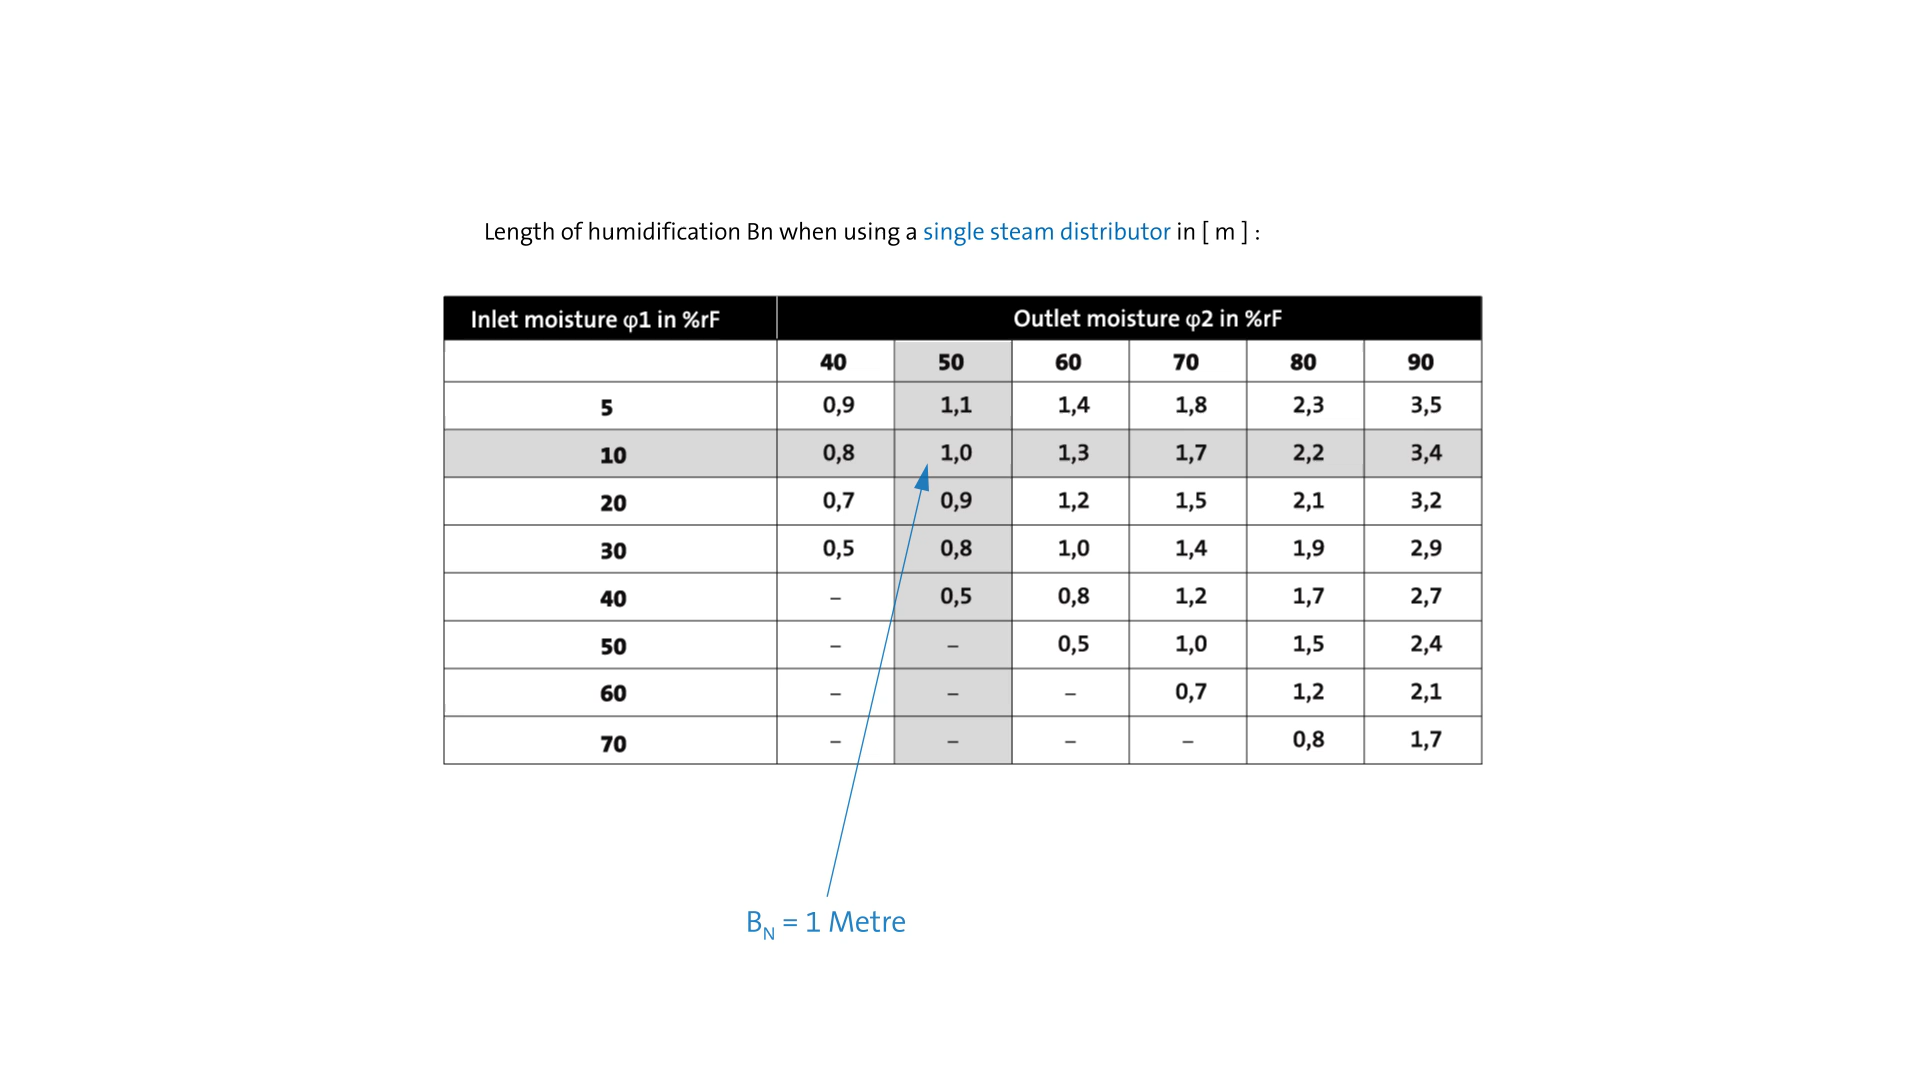 Length of humidification Bn when using a single steam distributor in [ m ] :
Inlet moisture φ1 in %rF Outlet moisture φ2 in %rF
40 50 60 70 80 90
5 0,9 1,1 1,4 1,8 2,3 3,5
10 0,8 1,0 1,3 1,7 2,2 3,4
20 0,7 0,9 1,2 1,5 2,1 3,2
30 0,5 0,8 1,0 1,4 1,9 2,9
40 – 0,5 0,8 1,2 1,7 2,7
50 – – 0,5 1,0 1,5 2,4
60 – – – 0,7 1,2 2,1
70 – – – – 0,8 1,7
BN = 1 Metre